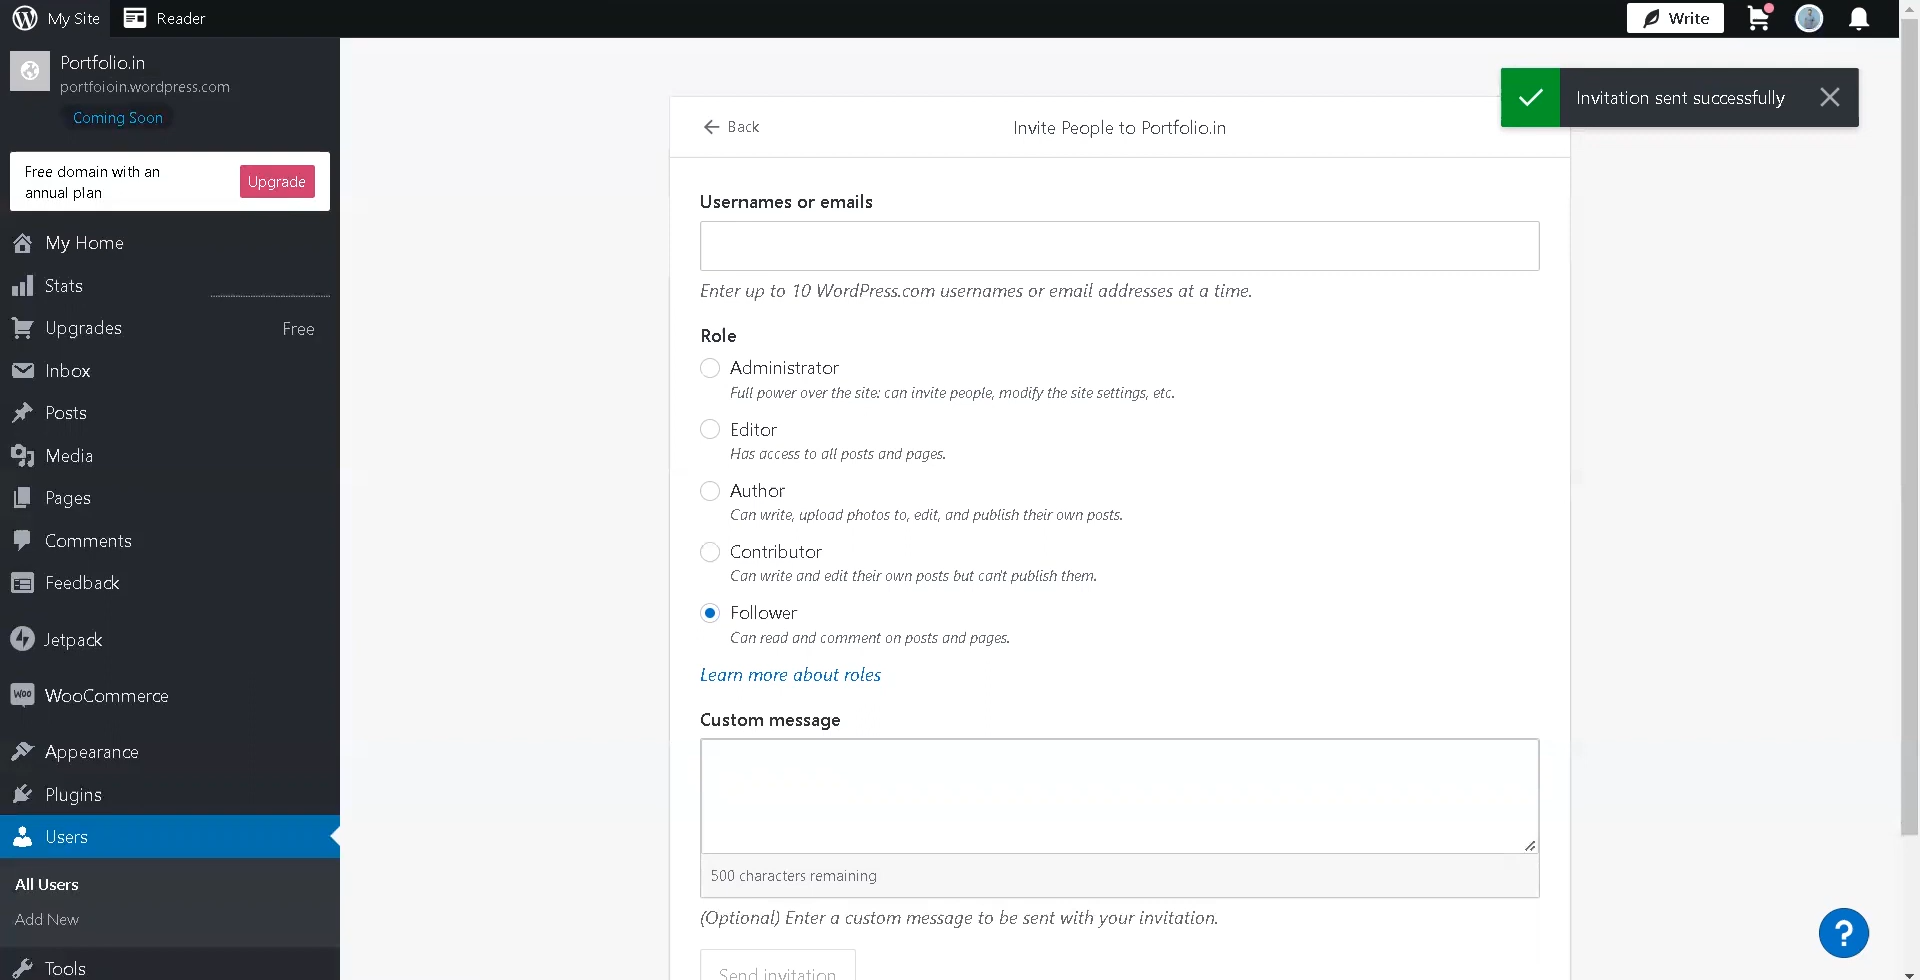 My Site
Reader
Write
Portfolio.in
portfoioin.wordpress.com
Coming Soon
Free domain with an
annual plan
Upgrade
My Home
Stats
Upgrades
Free
Inbox
Posts
Media
Pages
Comments
Feedback
Jetpack
WOO
WooCommerce
Appearance
Plugins
Users
All Users
Add New
Tools
Invitation sent successfully
Back
Invite People to Portfolio.in
Usernames or emails
Enter up to 10 WordPress.com usernames or email addresses at a time.
Role
Administrator
Full power over the site: can invite people, modify the site settings, etc.
Editor
Has access to all posts and pages.
Author
Can write, upload photos to, edit, and publish their own posts.
Contributor
Can write and edit their own posts but can't publish them.
Follower
Can read and comment on posts and pages.
Learn more about roles
Custom message
500 characters remaining
(Optional) Enter a custom message to be sent with your invitation.
Send invitation
?